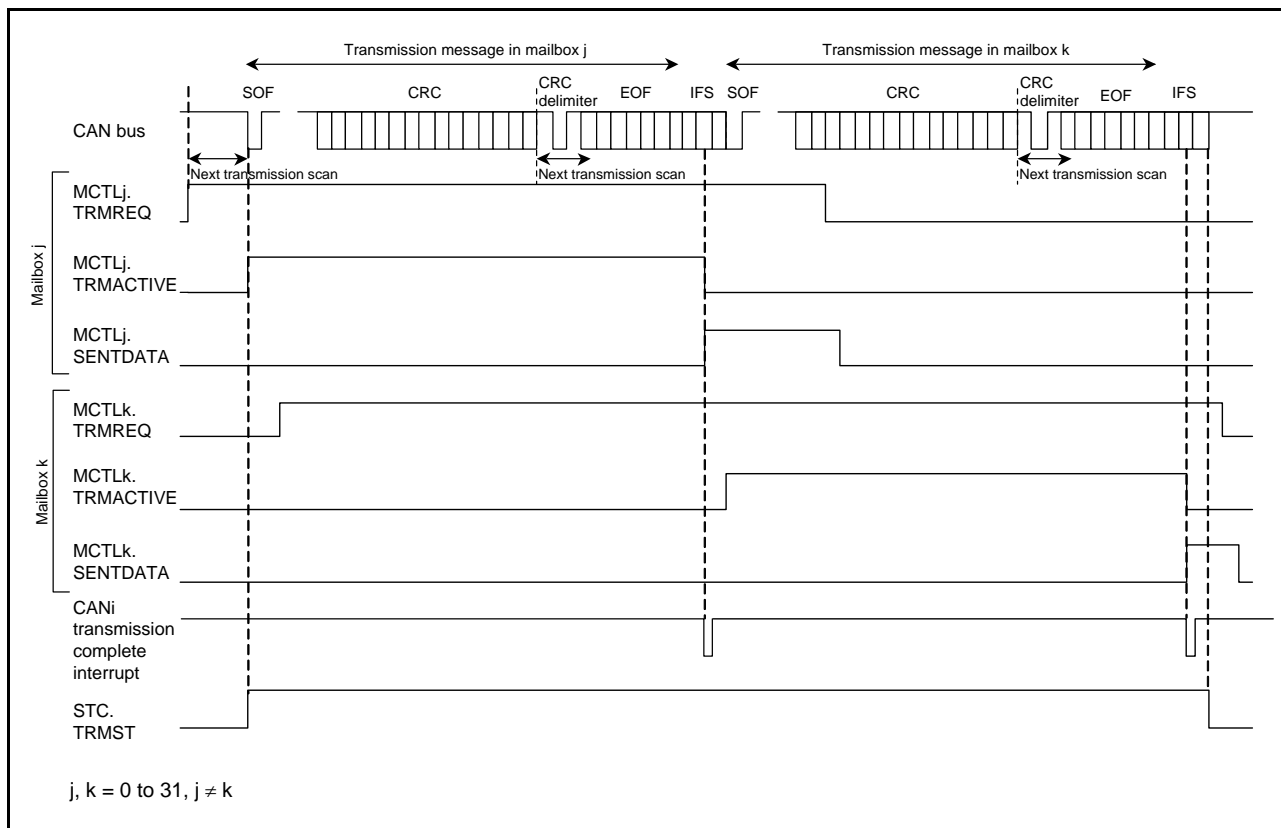 Transmission message in mailbox j
Transmission message in mailbox k
SOF
CRC
CRC
delimiter
EOF
IFS
SOF
CRC
CRC
delimiter
EOF
IFS
CAN bus
Next transmission scan
Next transmission scan
Next transmission scan
Mailbox j
MCTLj.
TRMREQ
MCTLj.
TRMACTIVE
MCTLj.
SENTDATA
Mailbox k
MCTLk.
TRMREQ
MCTLk.
TRMACTIVE
MCTLk.
SENTDATA
CANi
transmission
complete
interrupt
STC.
TRMST
j, k = 0 to 31, j ≠ k